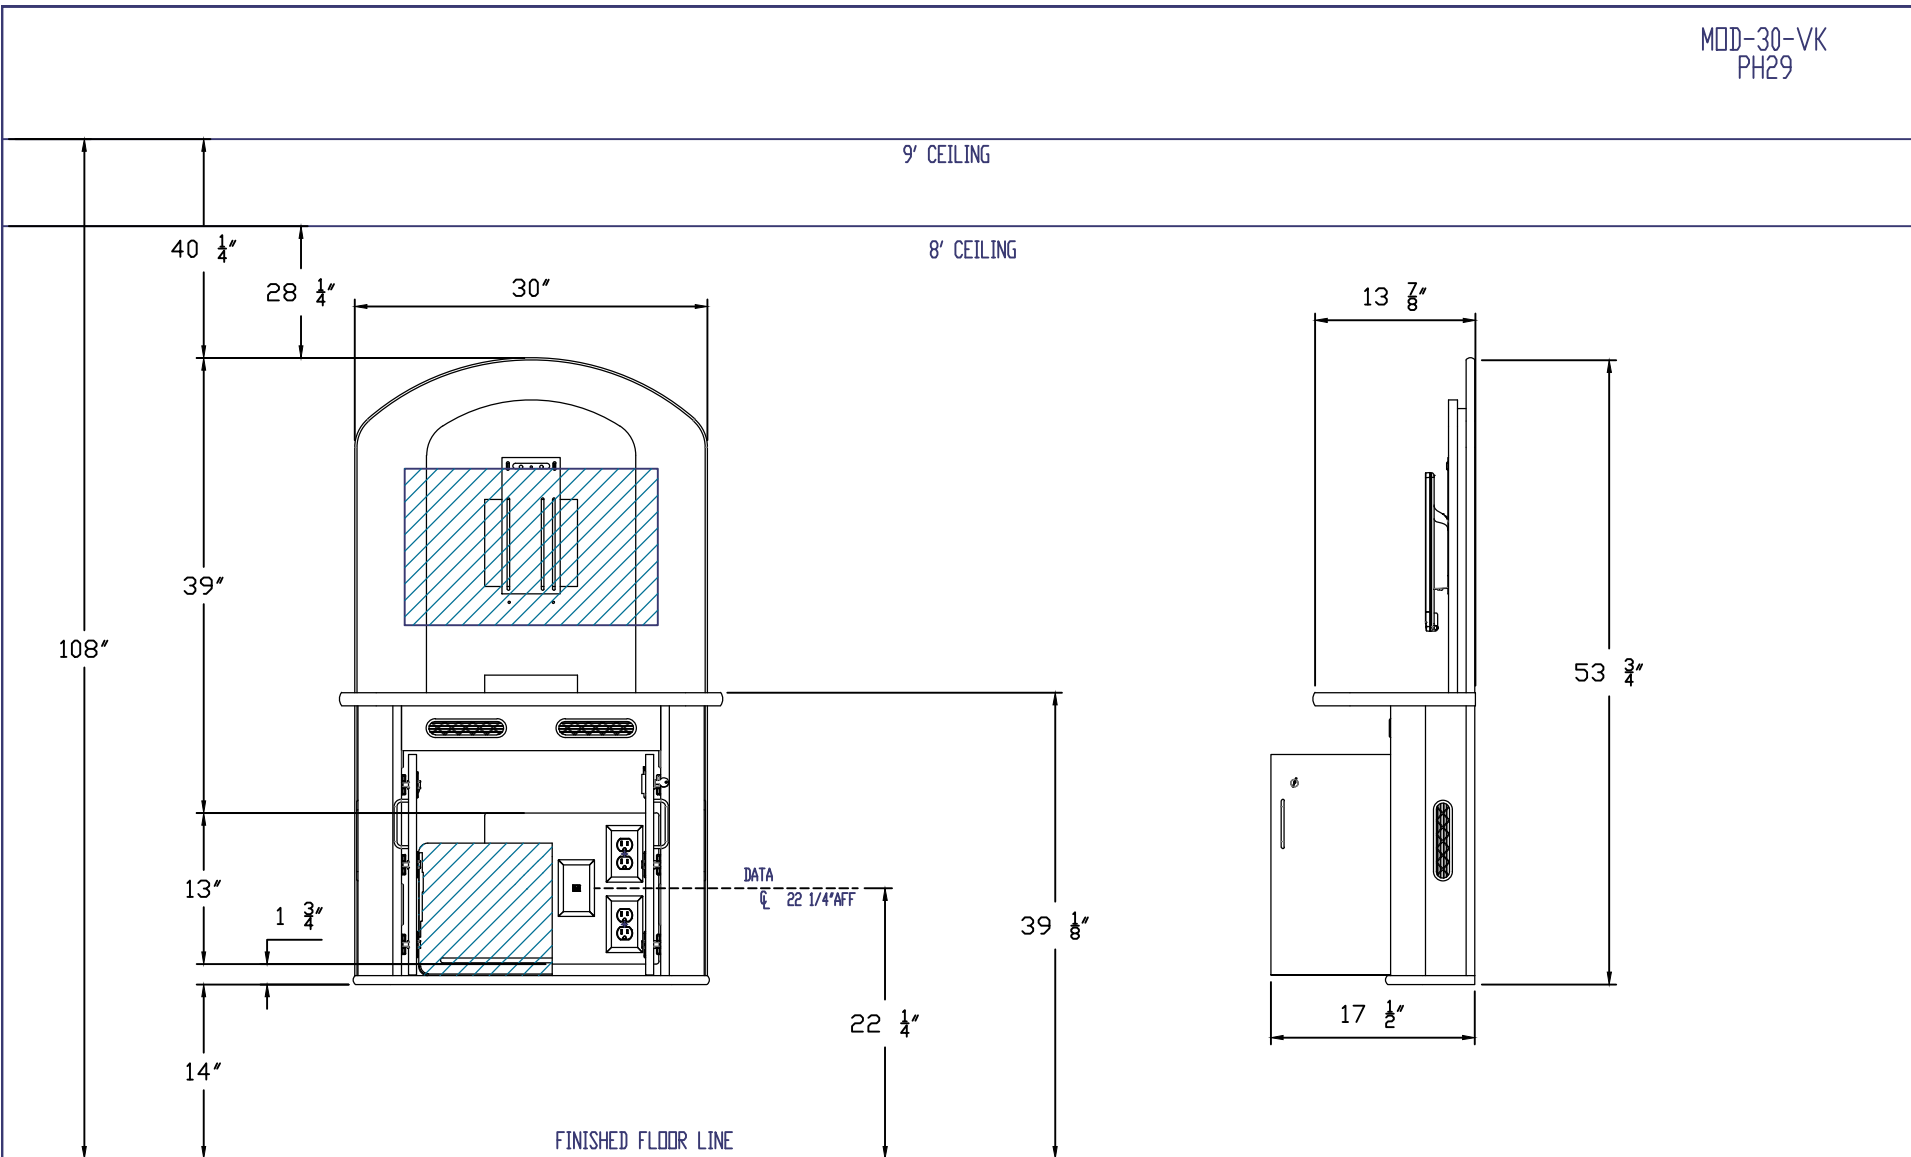 MOD-30-VK
PH29
9' CEILING
8' CEILING
40 1/4"
28 1/4"
30"
13 7/8"
39"
108"
53 3/4"
DATA
℄ 22 1/4"AFF
13"
1 3/4"
39 1/8"
22 1/4"
17 1/2"
14"
FINISHED FLOOR LINE